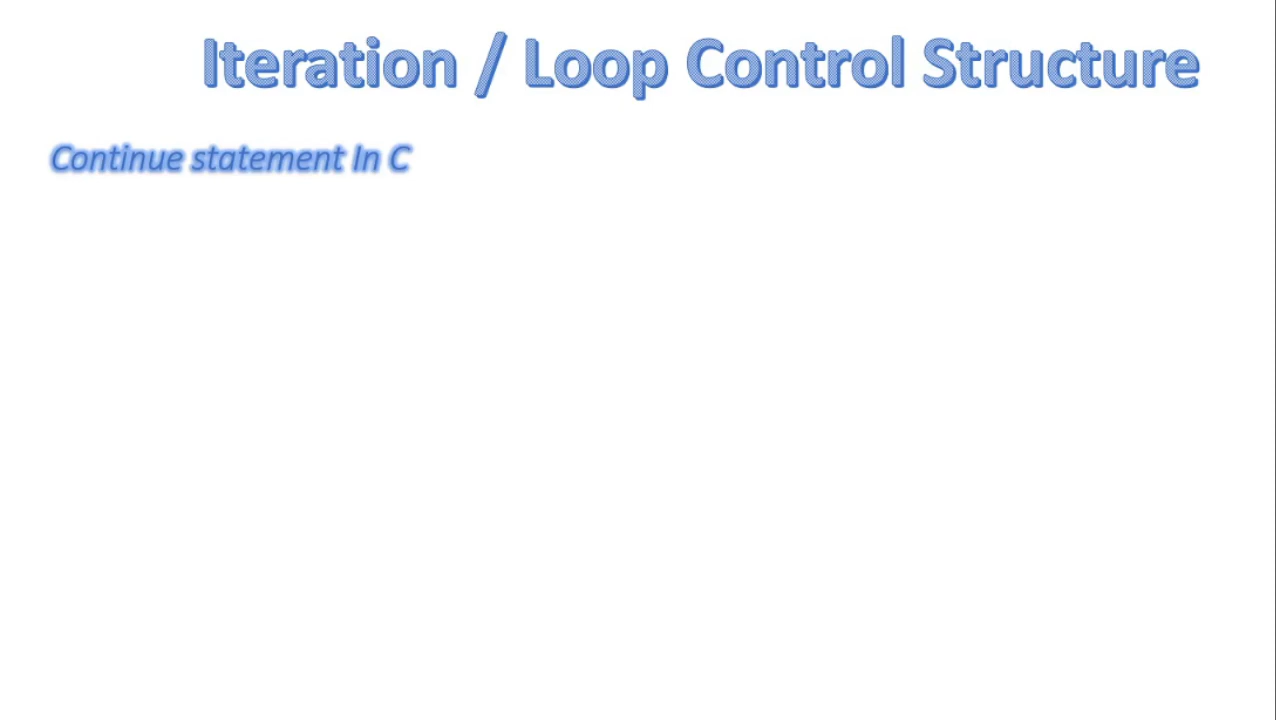 Iteration / Loop Control Structure
Continue statement In C